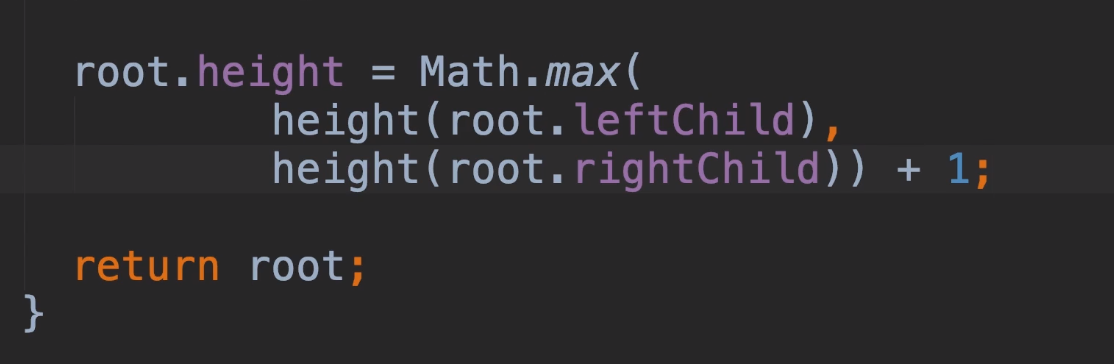 root.height = Math.max(
height(root.leftChild),
height(root.rightChild)) + 1;
return root;
}